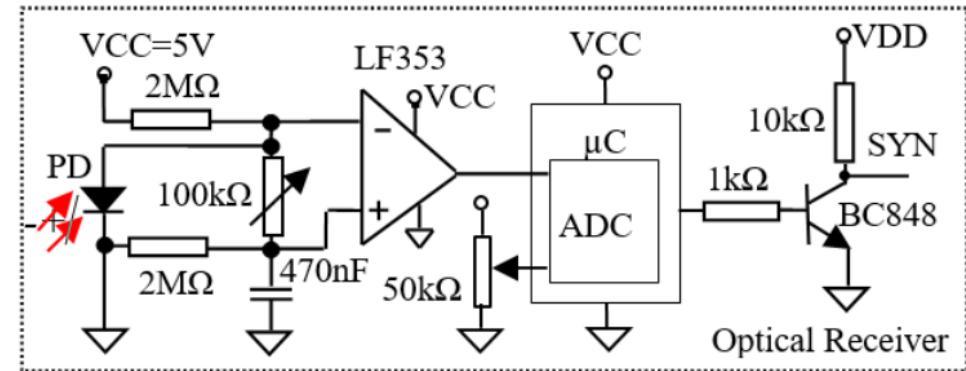 VCC=5V
2MΩ
LF353
VCC
VCC
VDD
10kΩ
SYN
PD
100kΩ
−
+
µC
ADC
1kΩ
BC848
-+
2MΩ
470nF
50kΩ
Optical Receiver